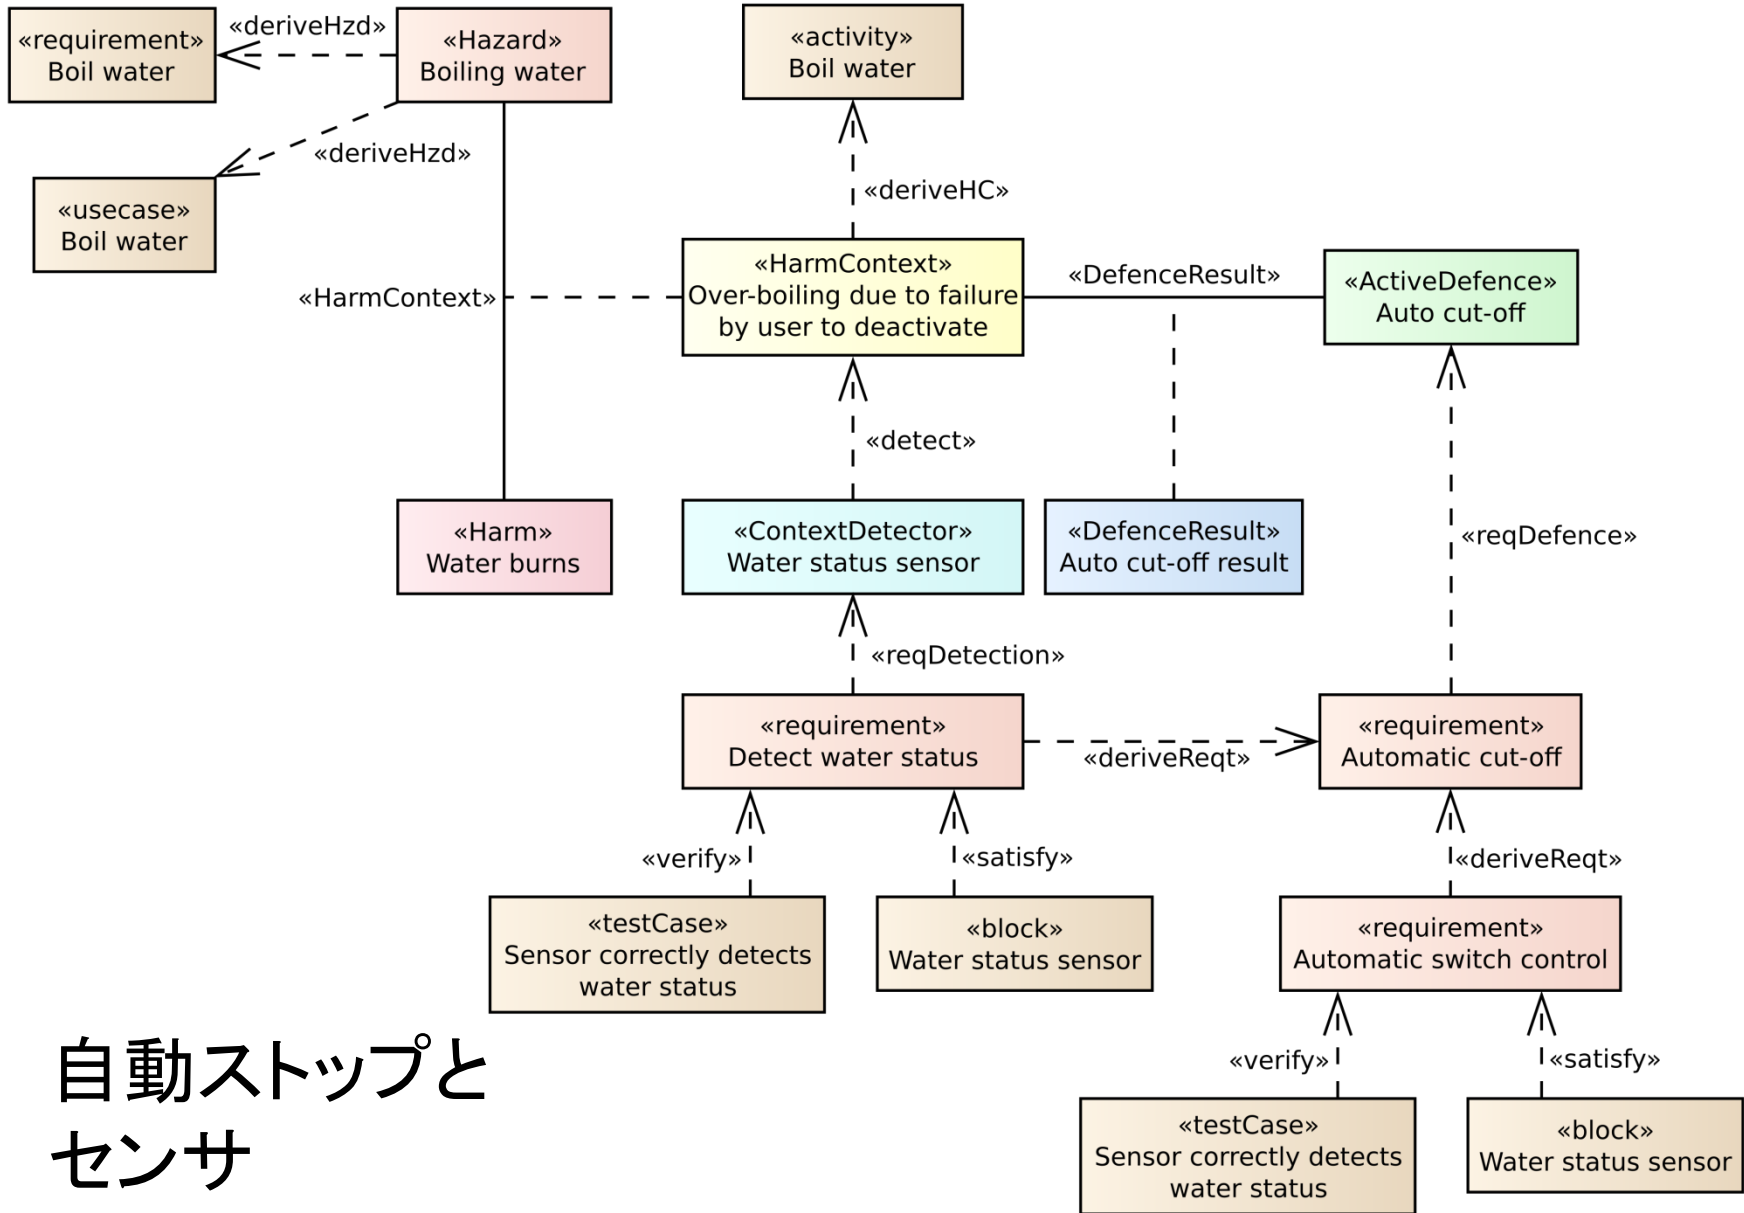 «requirement»
Boil water
«deriveHzd»
«Hazard»
Boiling water
«activity»
Boil water
«deriveHzd»
«usecase»
Boil water
«deriveHC»
«HarmContext»
«HarmContext»
Over-boiling due to failure
by user to deactivate
«DefenceResult»
«ActiveDefence»
Auto cut-off
«detect»
«Harm»
Water burns
«ContextDetector»
Water status sensor
«DefenceResult»
Auto cut-off result
«reqDefence»
«reqDetection»
«requirement»
Detect water status
«deriveReqt»
«requirement»
Automatic cut-off
«verify»
«satisfy»
«deriveReqt»
«testCase»
Sensor correctly detects
water status
«block»
Water status sensor
«requirement»
Automatic switch control
«verify»
«satisfy»
«testCase»
Sensor correctly detects
water status
«block»
Water status sensor
自動ストップと
センサ